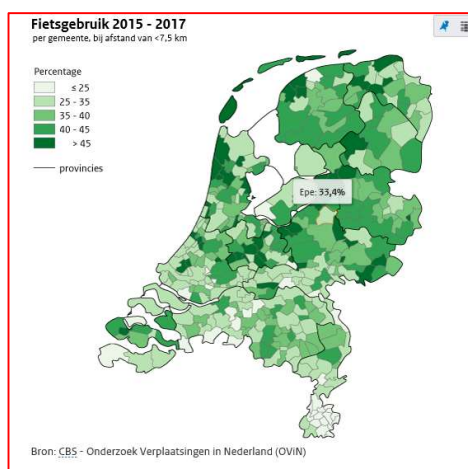 Fietsgebruik 2015 - 2017
per gemeente, bij afstand van <7,5 km
Percentage
≤ 25
25 - 35
35 - 40
40 - 45
> 45
provincies
Epe: 33,4%
Bron: CBS - Onderzoek Verplaatsingen in Nederland (OViN)